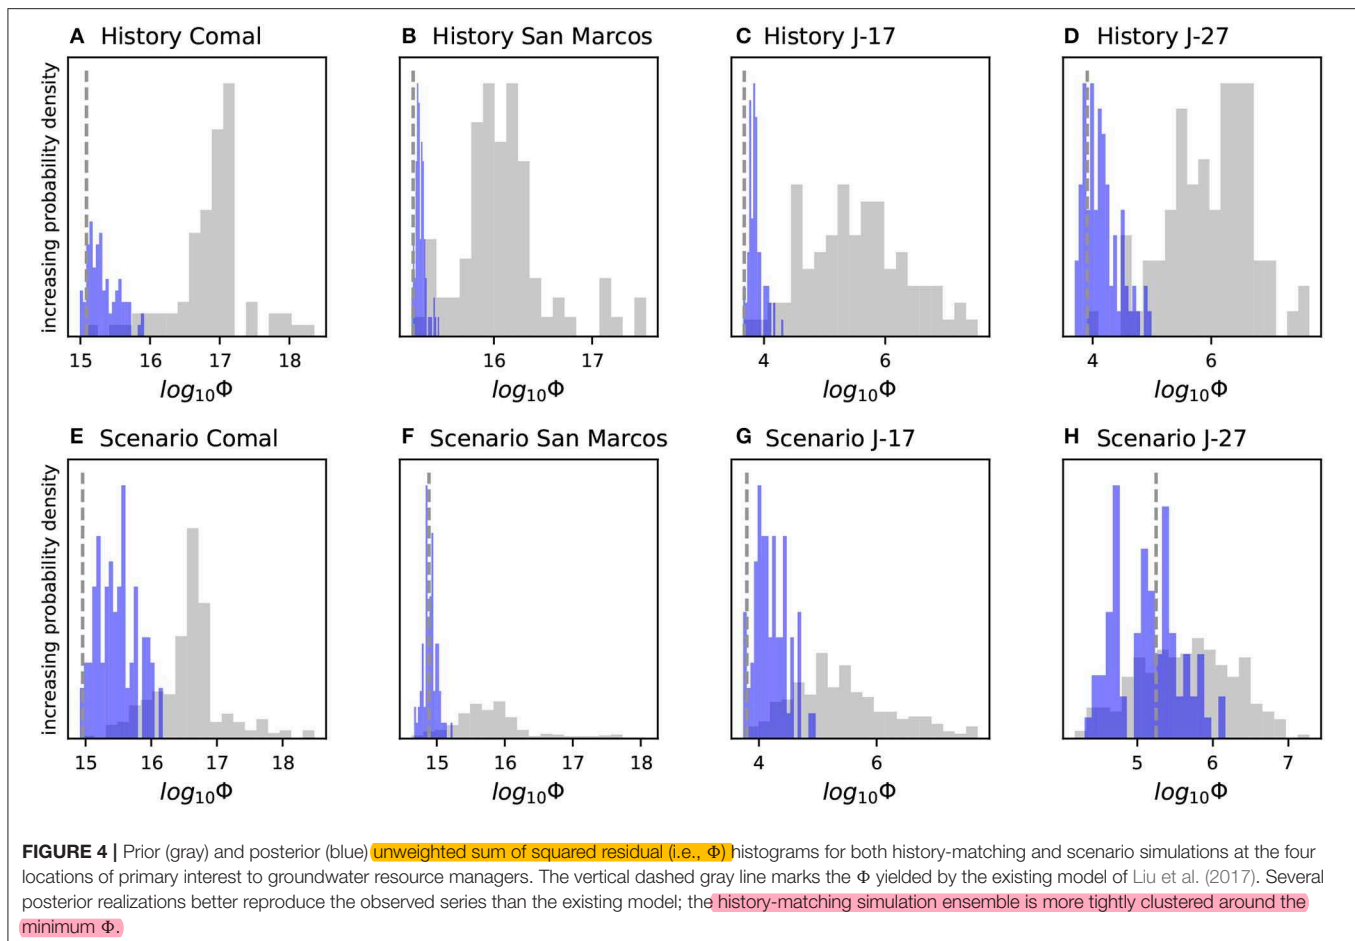 A History Comal
B History San Marcos
C History J-17
D History J-27
increasing probability density
15 16 17 18
16 17
4 6
4 6
log10Φ
log10Φ
log10Φ
log10Φ
E Scenario Comal
F Scenario San Marcos
G Scenario J-17
H Scenario J-27
increasing probability density
15 16 17 18
15 16 17 18
4 6
5 6 7
log10Φ
log10Φ
log10Φ
log10Φ
FIGURE 4 | Prior (gray) and posterior (blue) unweighted sum of squared residual (i.e., Φ) histograms for both history-matching and scenario simulations at the four
locations of primary interest to groundwater resource managers. The vertical dashed gray line marks the Φ yielded by the existing model of Liu et al. (2017). Several
posterior realizations better reproduce the observed series than the existing model; the history-matching simulation ensemble is more tightly clustered around the
minimum Φ.